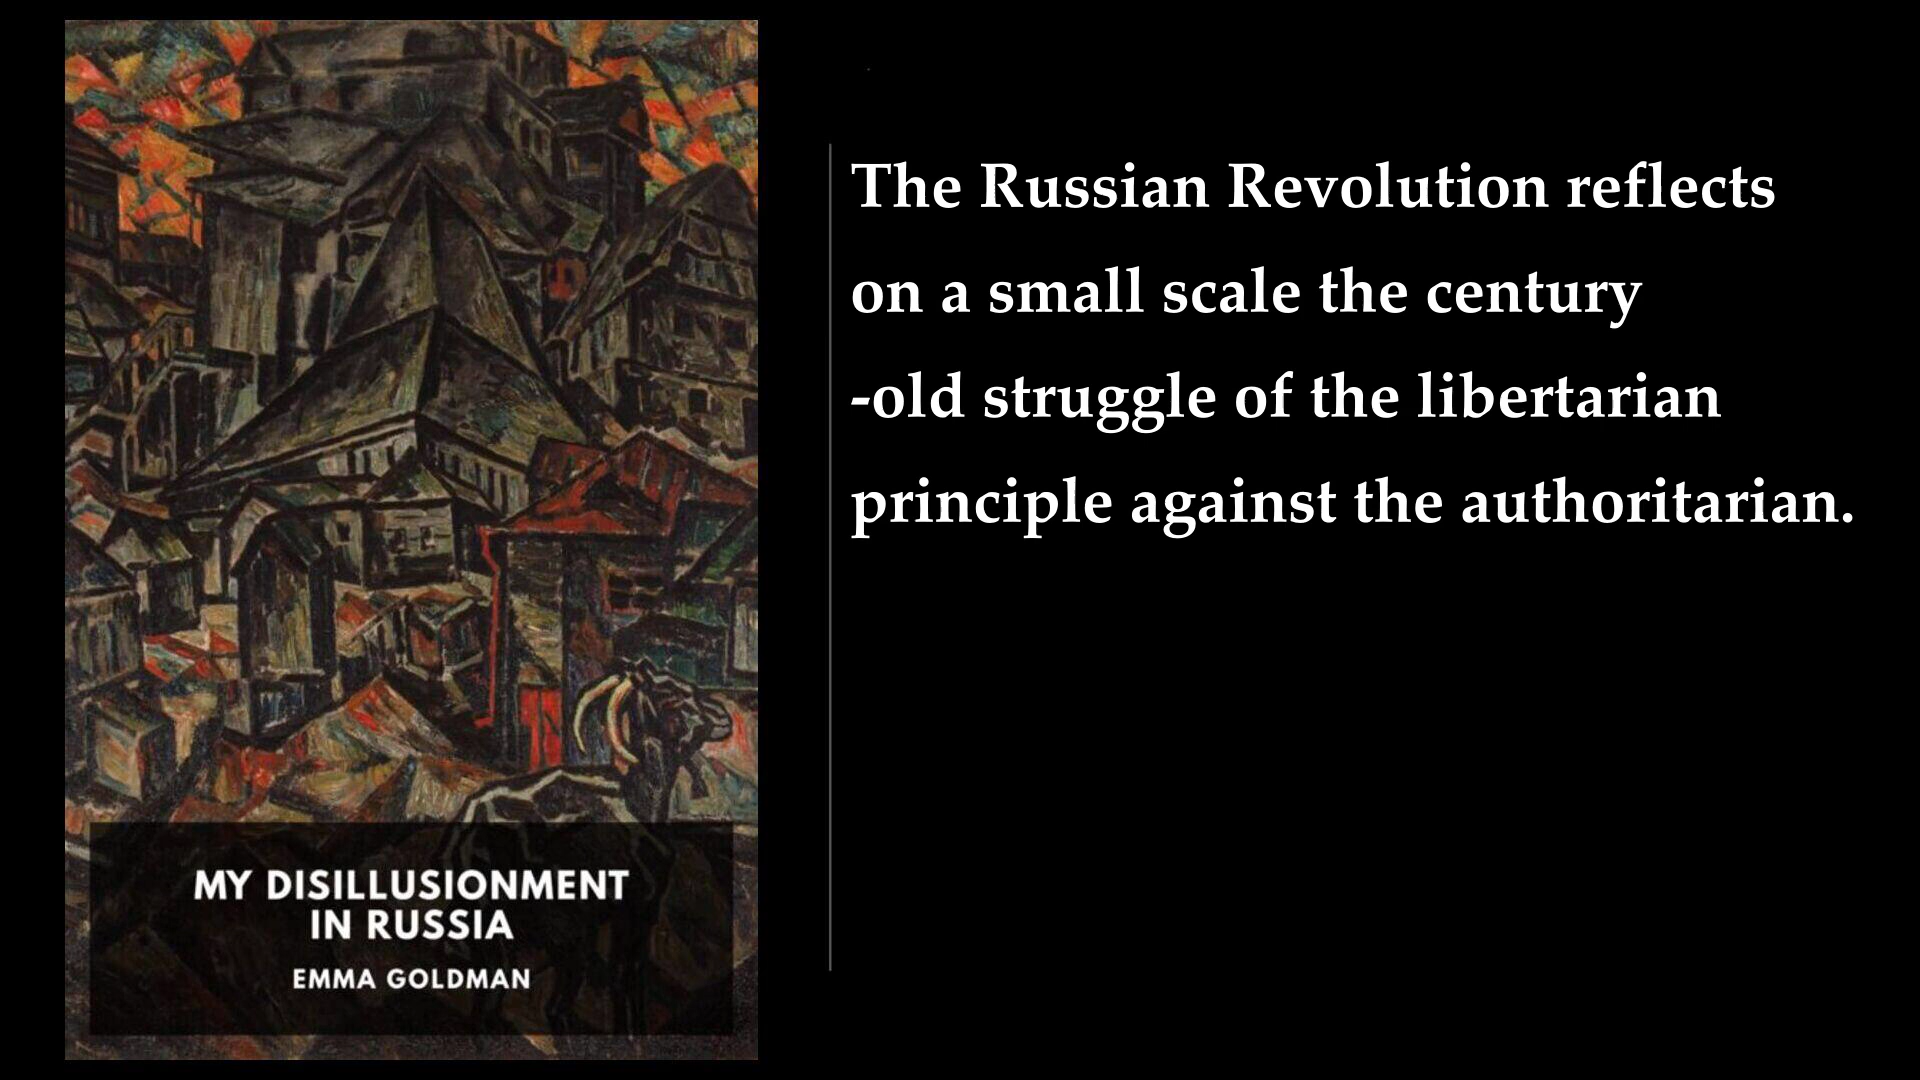 The Russian Revolution reflects
on a small scale the century
-old struggle of the libertarian
principle against the authoritarian.
MY DISILLUSIONMENT
IN RUSSIA
EMMA GOLDMAN